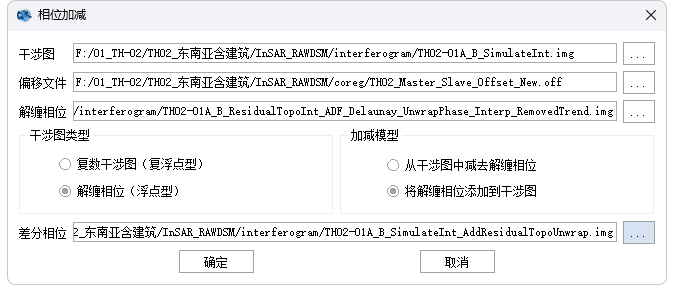 相位加减
干涉图 F:/01_TH-02/TH02_东南亚含建筑/InSAR_RAWDSM/interferogram/TH02-01A_B_SimulateInt.img ...
偏移文件 F:/01_TH-02/TH02_东南亚含建筑/InSAR_RAWDSM/coreg/TH02_Master_Slave_Offset_New.off ...
解缠相位 /interferogram/TH02-01A_B_ResidualTopoInt_ADF_Delaunay_UnwrapPhase_Interp_RemovedTrend.img ...
干涉图类型 加减模型
复数干涉图（复浮点型） 从干涉图中减去解缠相位
解缠相位（浮点型） 将解缠相位添加到干涉图
差分相位 2_东南亚含建筑/InSAR_RAWDSM/interferogram/TH02-01A_B_SimulateInt_AddResidualTopoUnwrap.img ...
确定 取消